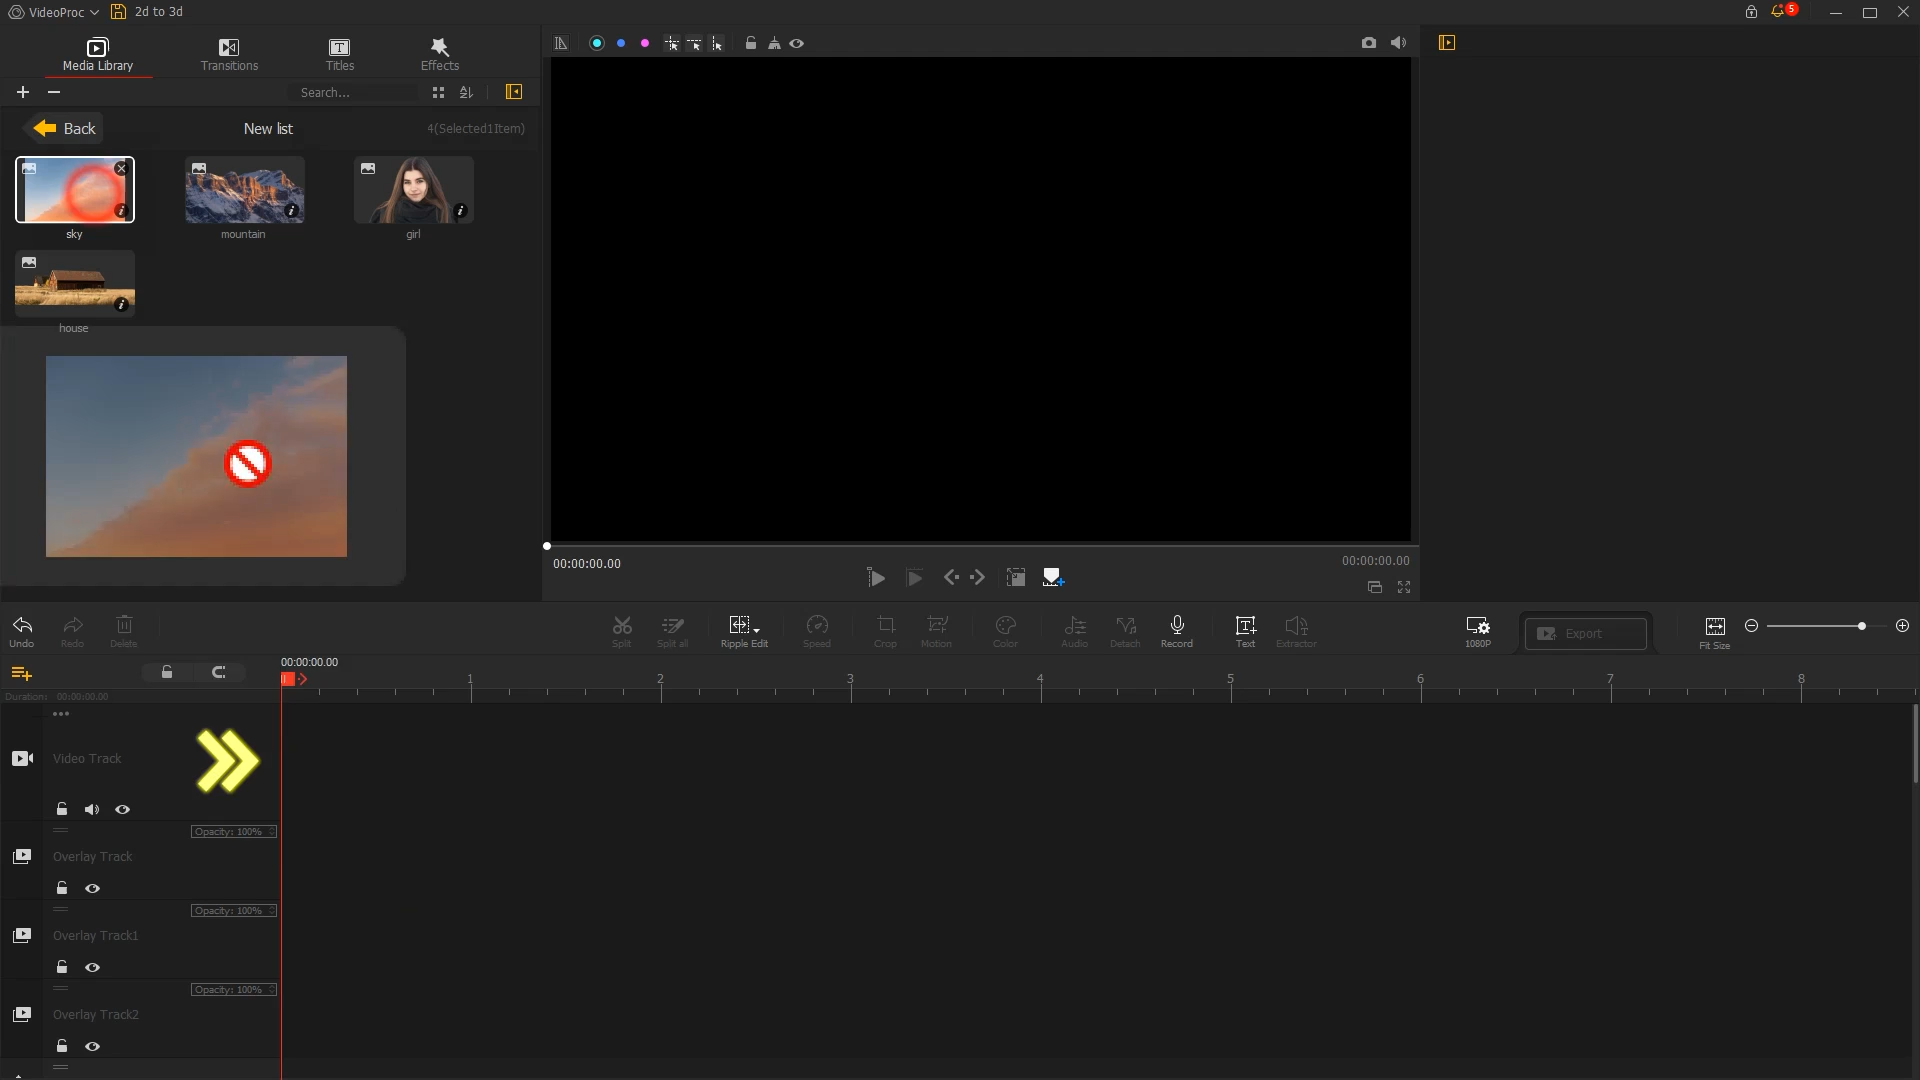 VideoProc
2d to 3d
5
Media Library
Transitions
Titles
Effects
Search...
Back
New list
4(Selected1Item)
sky
mountain
girl
house
00:00:00.00
00:00:00.00
Undo
Redo
Delete
Split
Split all
Ripple Edit
Speed
Crop
Motion
Color
Audio
Detach
Record
Text
Extractor
1080P
Export
Fit Size
00:00:00.00
1 2 3 4 5 6 7 8
Duration: 00:00:00.00
Video Track
Opacity: 100%
Overlay Track
Opacity: 100%
Overlay Track1
Opacity: 100%
Overlay Track2